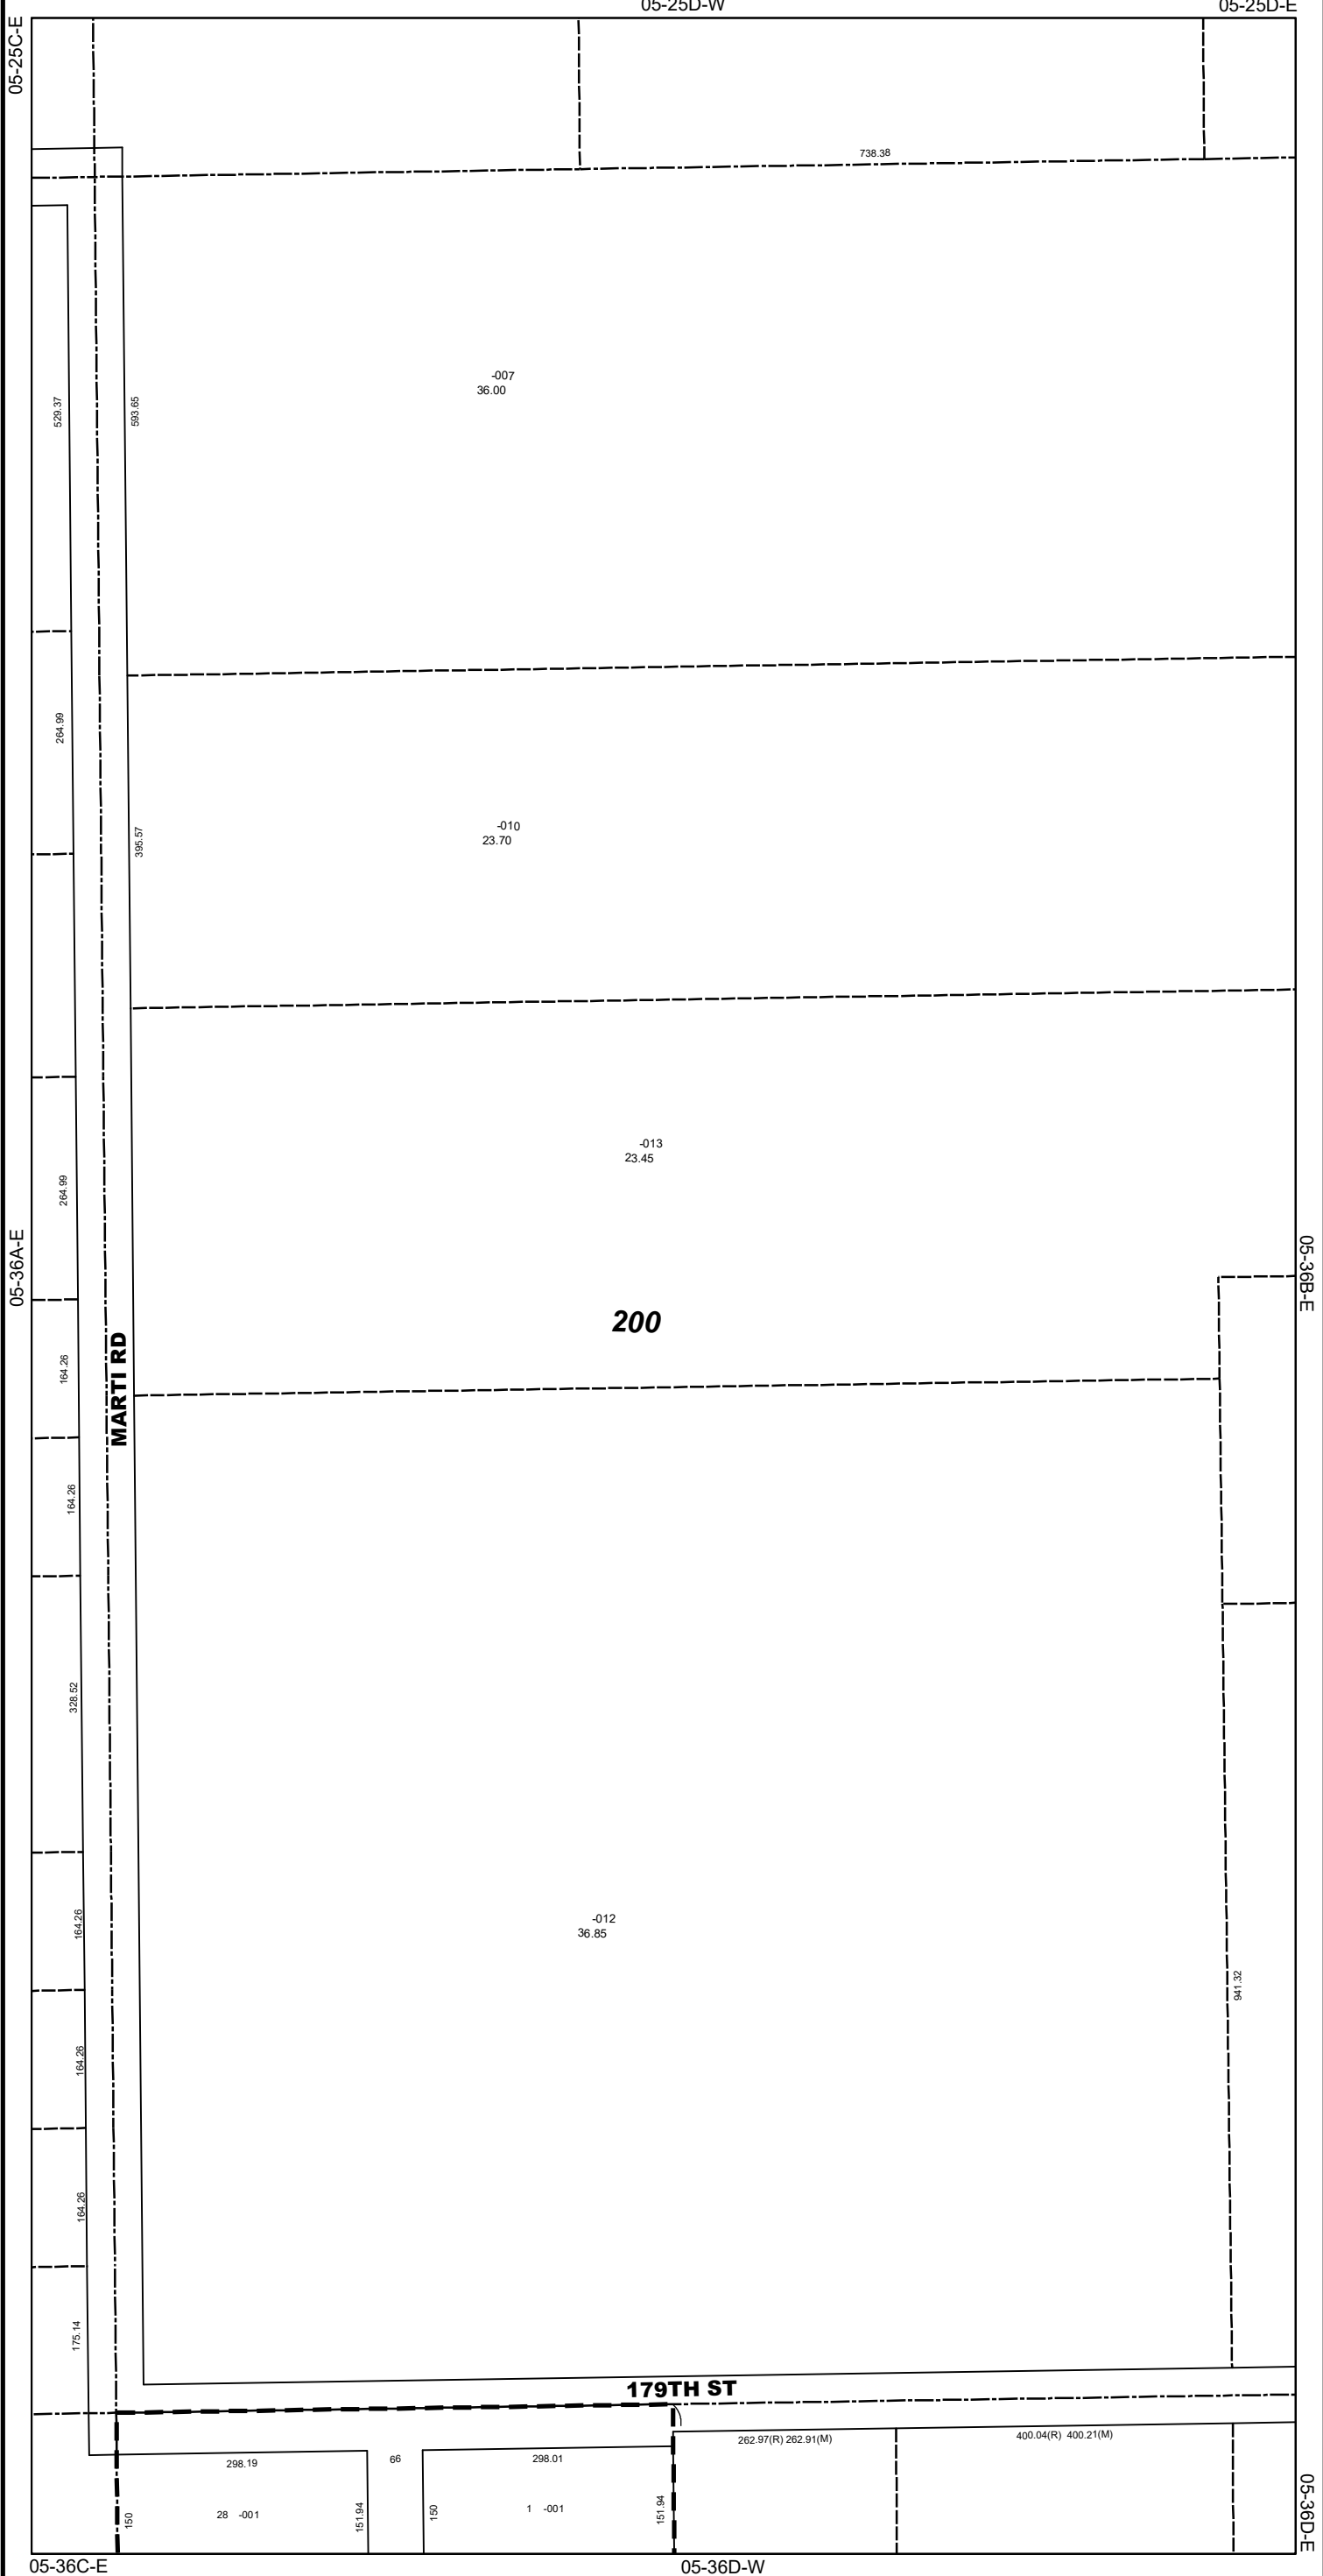 05-25D-W
05-25D-E
05-25C-E
738.38
-007
36.00
529.37
593.65
264.99
-010
23.70
395.57
-013
23.45
264.99
05-36A-E
05-36B-E
200
MARTI RD
164.26
164.26
328.52
-012
36.85
164.26
941.32
164.26
164.26
175.14
179TH ST
262.97(R) 262.91(M)
400.04(R) 400.21(M)
298.19
66
298.01
150
28 -001
151.94
150
1 -001
151.94
05-36D-E
05-36C-E
05-36D-W